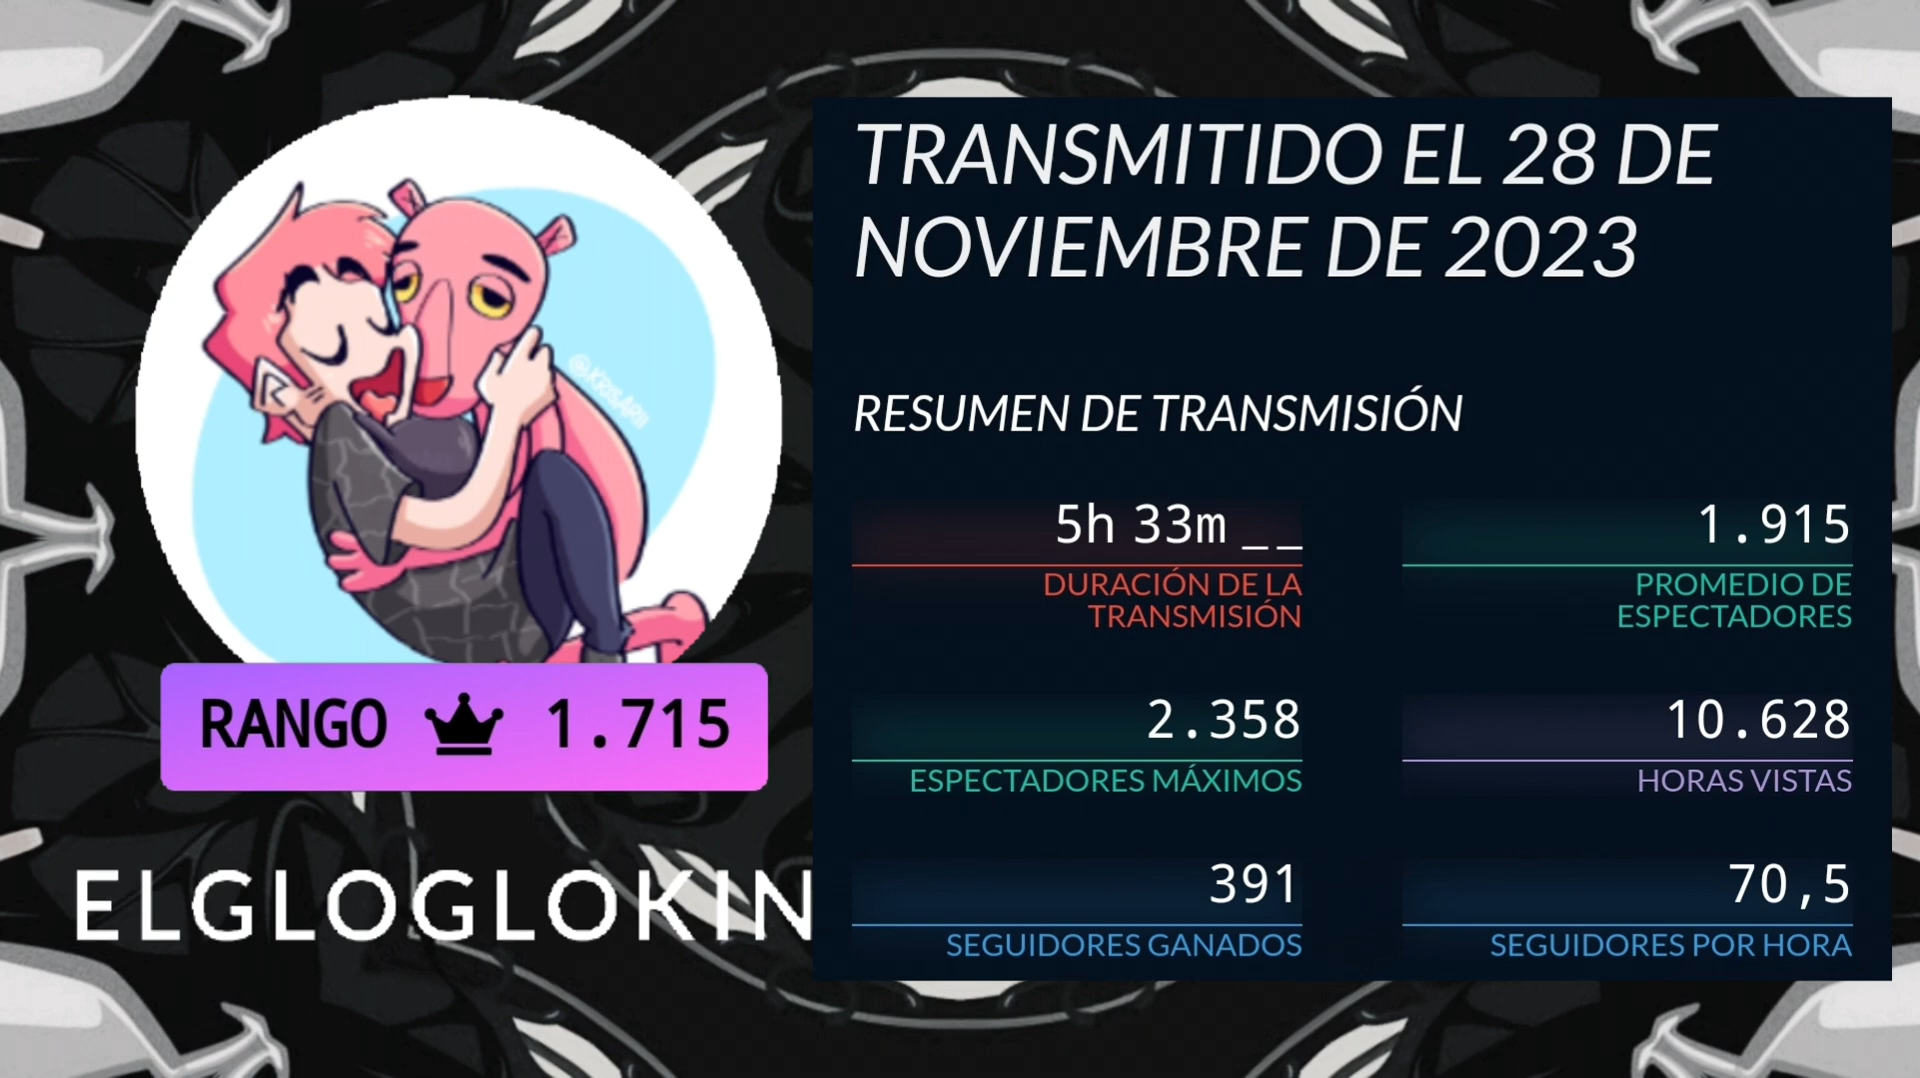 TRANSMITIDO EL 28 DE
NOVIEMBRE DE 2023
RESUMEN DE TRANSMISIÓN
5h 33m _ _
DURACIÓN DE LA
TRANSMISIÓN
1.915
PROMEDIO DE
ESPECTADORES
2.358
ESPECTADORES MÁXIMOS
10.628
HORAS VISTAS
391
SEGUIDORES GANADOS
70,5
SEGUIDORES POR HORA
@KRISARII
RANGO 1.715
ELGLOGLOKIN